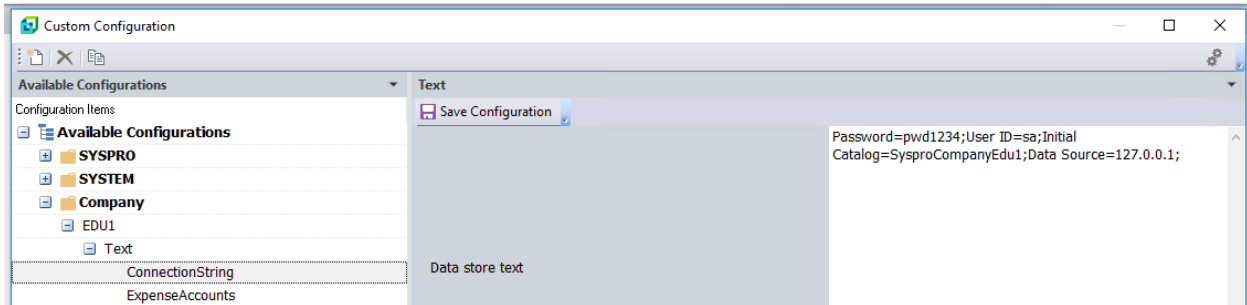 Custom Configuration
Available Configurations
Text
Configuration Items
Save Configuration
Available Configurations
SYSPRO
SYSTEM
Company
EDU1
Text
ConnectionString
ExpenseAccounts
Data store text
Password=pwd1234;User ID=sa;Initial
Catalog=SysproCompanyEdu1;Data Source=127.0.0.1;